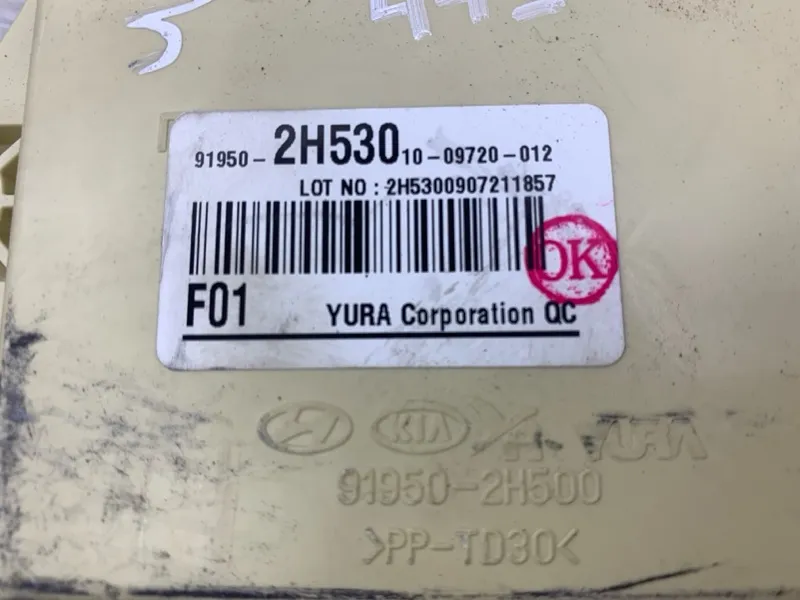 91950-2H530 10-09720-012
LOT NO : 2H5300907211857
OK
F01 YURA Corporation QC
KIA YURA
91950-2H500
>PP-TD30<